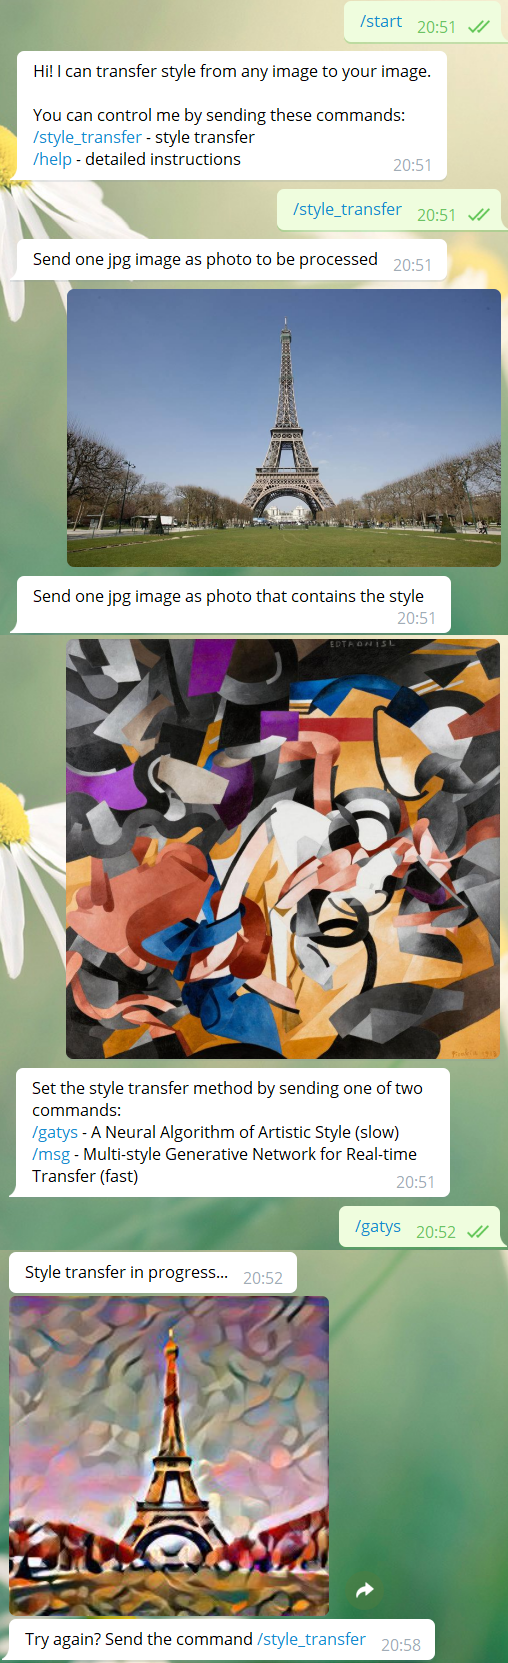 /start 20:51
Hi! I can transfer style from any image to your image.
You can control me by sending these commands:
/style_transfer - style transfer
/help - detailed instructions
20:51
/style_transfer 20:51
Send one jpg image as photo to be processed 20:51
Send one jpg image as photo that contains the style
20:51
EDTAONISL
Set the style transfer method by sending one of two
commands:
/gatys - A Neural Algorithm of Artistic Style (slow)
/msg - Multi-style Generative Network for Real-time
Transfer (fast)
20:51
/gatys 20:52
Style transfer in progress... 20:52
Try again? Send the command /style_transfer 20:58